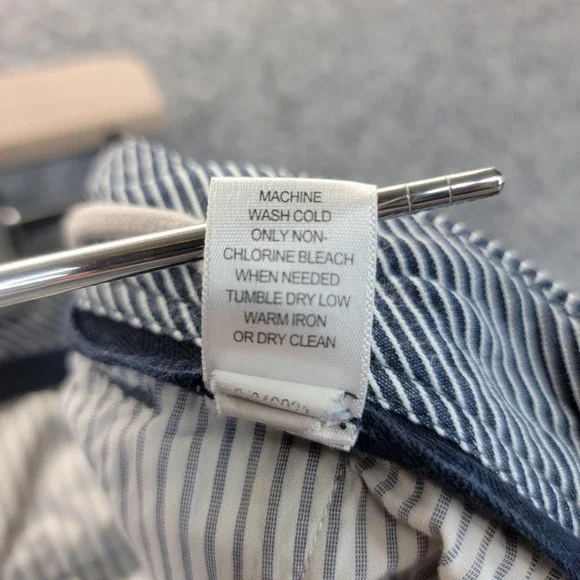 MACHINE
WASH COLD
ONLY NON-
CHLORINE BLEACH
WHEN NEEDED
TUMBLE DRY LOW
WARM IRON
OR DRY CLEAN